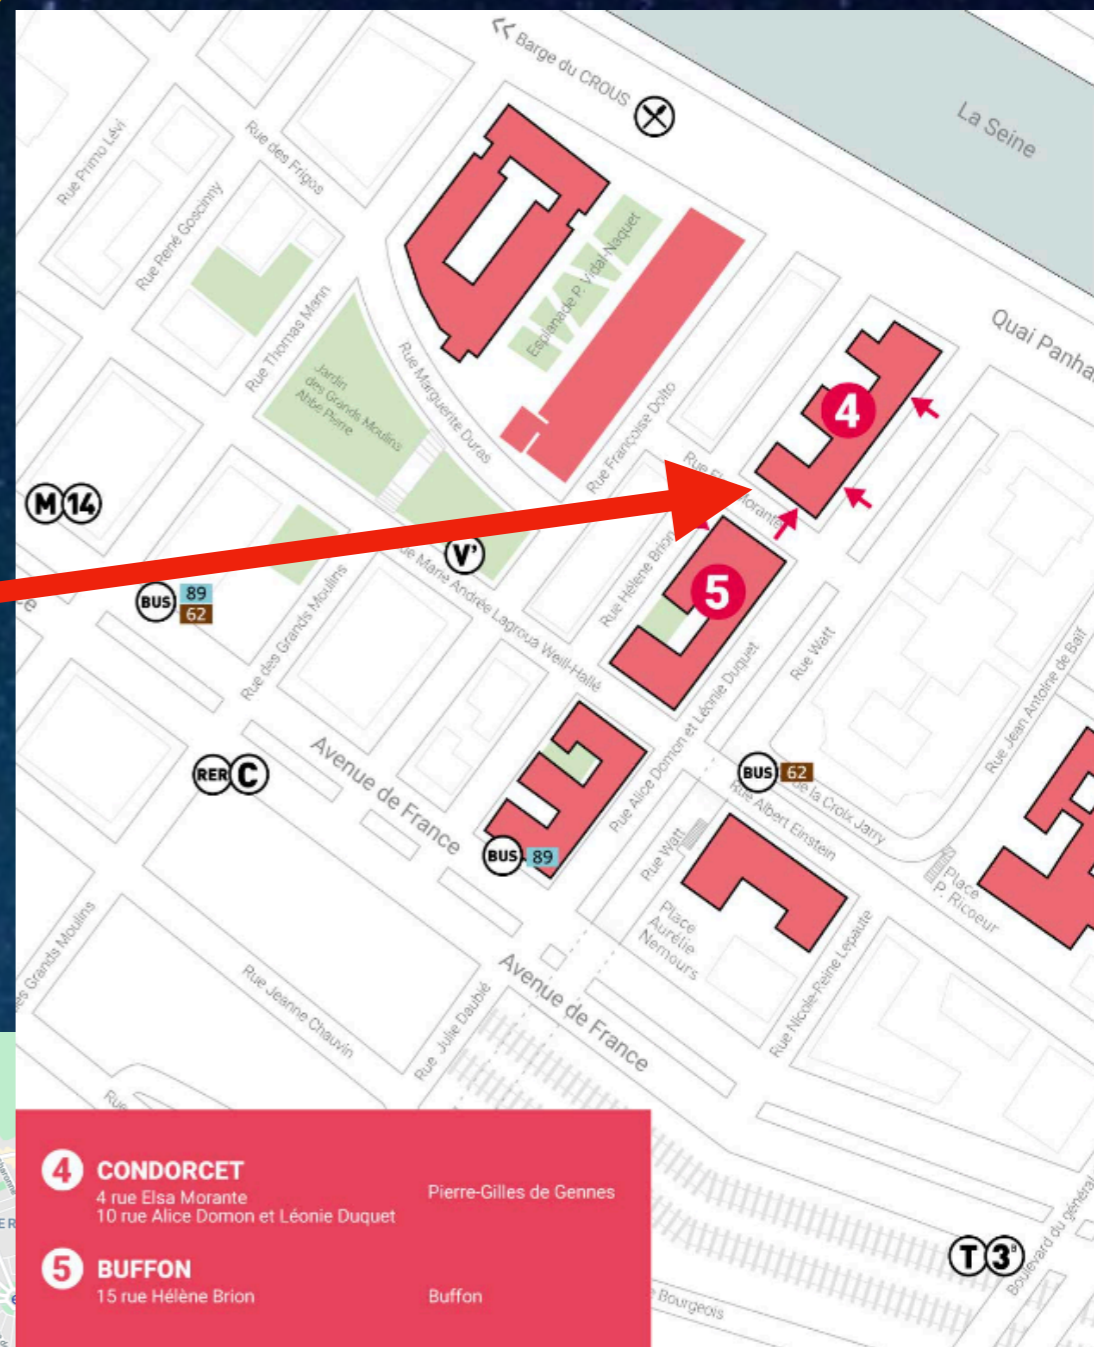 << Barge du CROUS
La Seine
Rue Primo Lévi
Rue des Frigos
Rue René Goscinny
Esplanade P. Vidal-Naquet
Quai Panha
Rue Thomas Mann
Jardin
des Grands Moulins
Abbé Pierre
Rue Marguerite Duras
Rue Françoise Dolto
4
Rue E
Morante
M 14
V'
BUS 89
62
Rue Hélène Brion
5
Marie Andrée Lagroua Weill-Hallé
Rue des Grands Moulins
Rue Watt
Rue Alice Domon et Léonie Duquet
Rue Jean Antoine de Baïf
RER C
Avenue de France
BUS 62
de la Croix Jarry
Rue Albert Einstein
BUS 89
Rue Watt
Place
P. Ricoeur
Place
Aurélie
Nemours
Rue Nicole-Reine Lepaute
es Grands Moulins
Rue Jeanne Chauvin
Rue Julie Daubié
Avenue de France
Rue
4 CONDORCET
4 rue Elsa Morante
10 rue Alice Domon et Léonie Duquet
Pierre-Gilles de Gennes
5 BUFFON
15 rue Hélène Brion
Buffon
T 3
Boulevard du général
Bourgeois